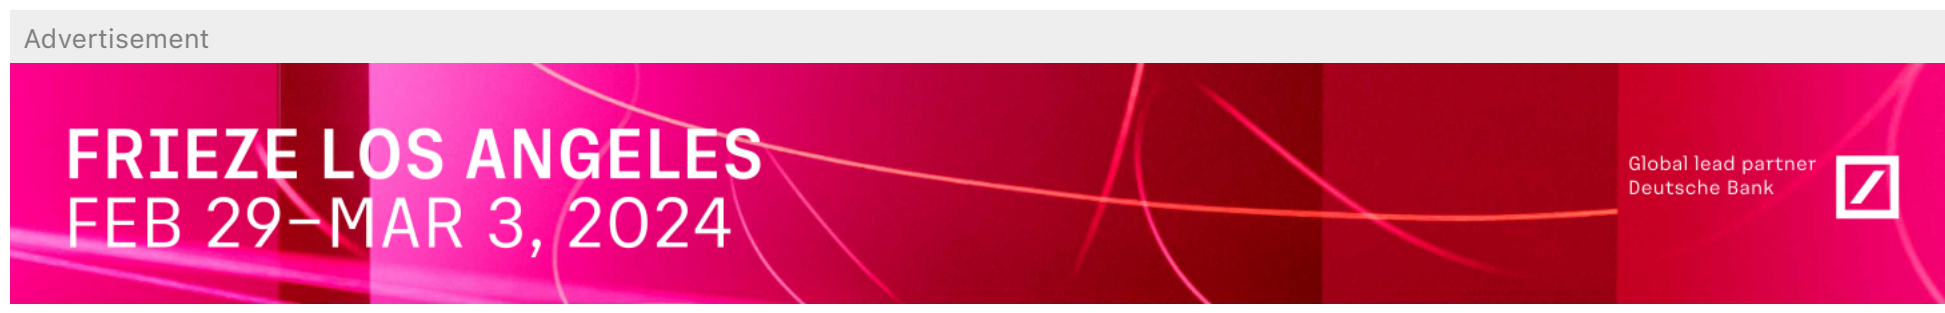 Advertisement
FRIEZE LOS ANGELES
FEB 29–MAR 3, 2024
Global lead partner
Deutsche Bank